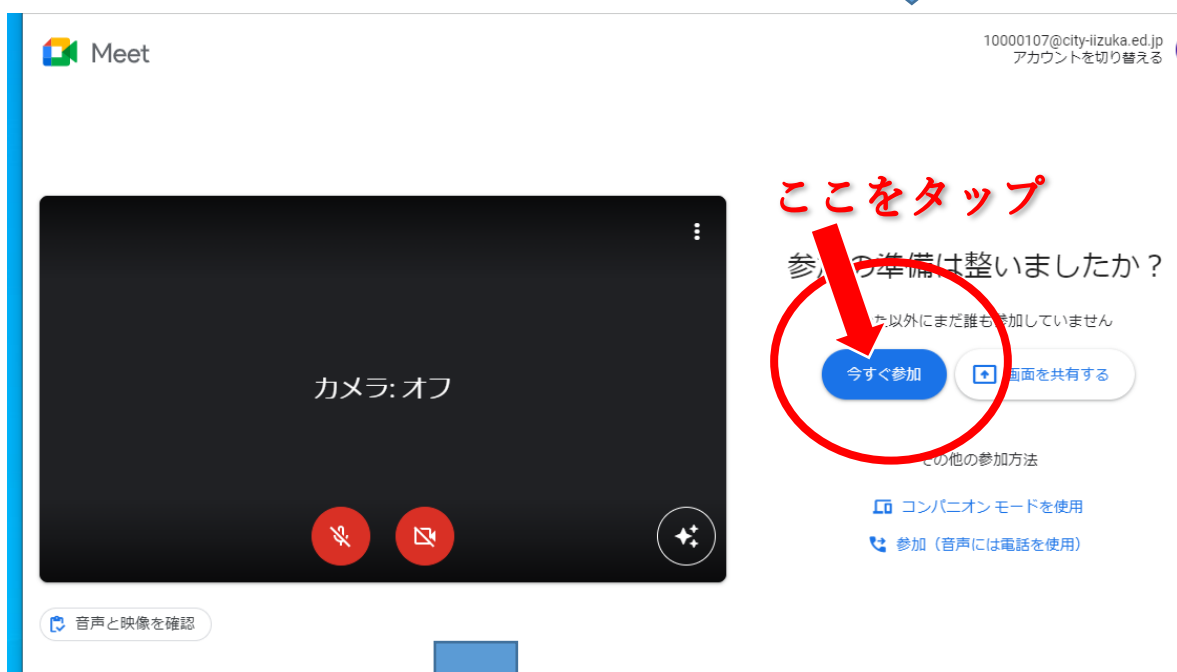 Meet
10000107@city-iizuka.ed.jp
アカウントを切り替える
ここをタップ
参の準備は整いましたか？
た以外にまだ誰も参加していません
カメラ: オフ
今すぐ参加
画面を共有する
その他の参加方法
コンパニオン モードを使用
参加（音声には電話を使用）
音声と映像を確認